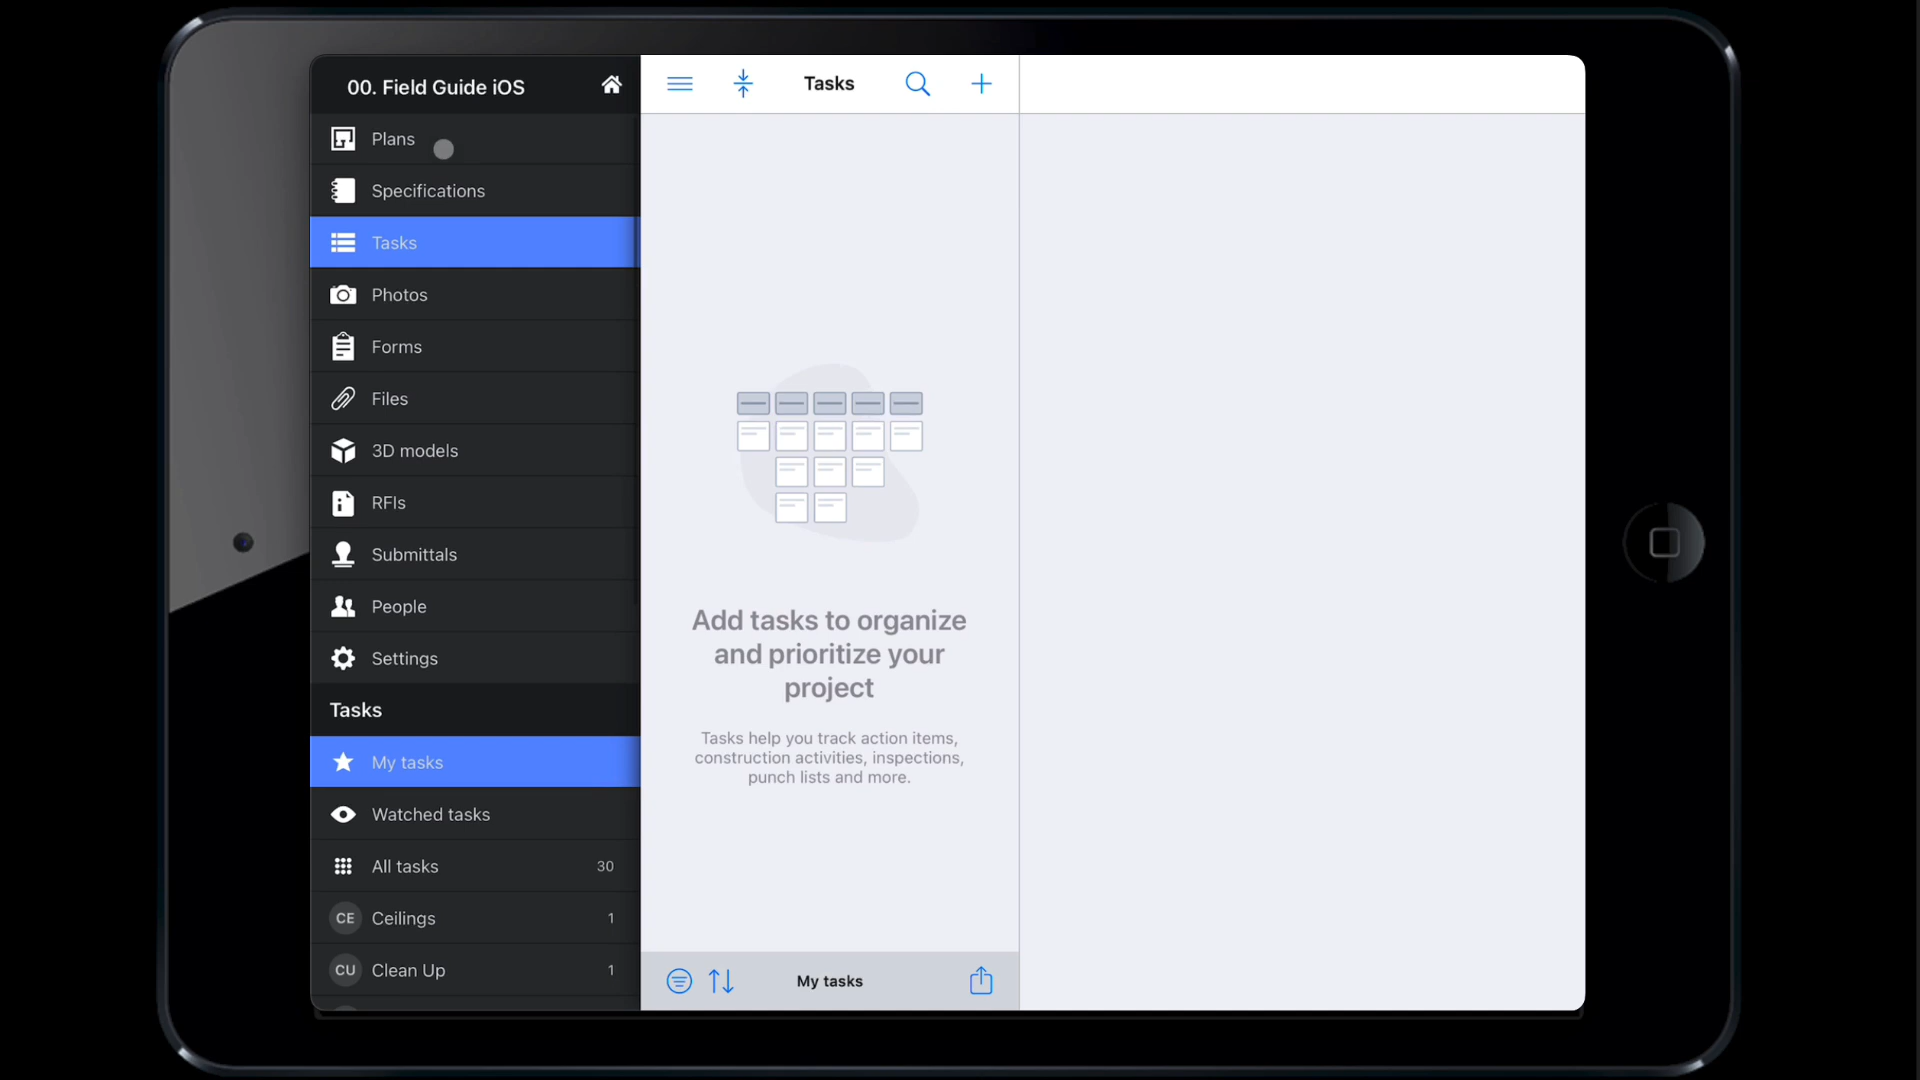 00. Field Guide iOS
Plans
Specifications
Tasks
Photos
Forms
Files
3D models
RFIs
Submittals
People
Settings
Tasks
My tasks
Watched tasks
All tasks 30
CE Ceilings 1
CU Clean Up 1
Tasks
Add tasks to organize
and prioritize your
project
Tasks help you track action items,
construction activities, inspections,
punch lists and more.
My tasks